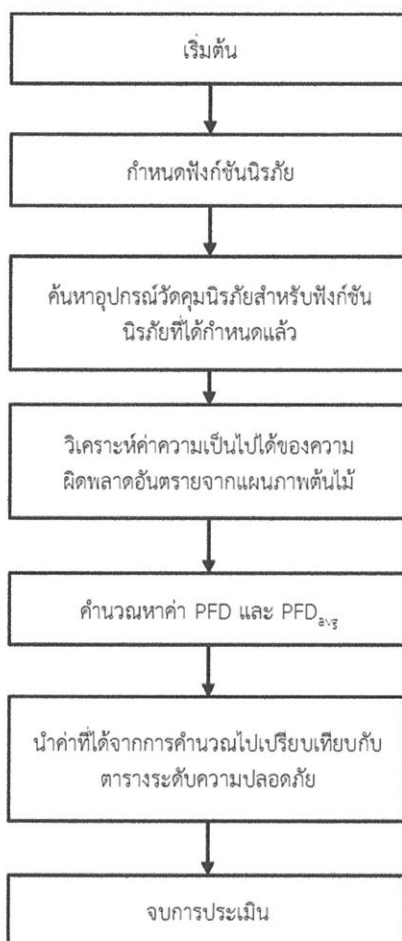 เริ่มต้น
กำหนดฟังก์ชันนิรภัย
ค้นหาอุปกรณ์วัดคุมนิรภัยสำหรับฟังก์ชัน
นิรภัยที่ได้กำหนดแล้ว
วิเคราะห์ค่าความเป็นไปได้ของความ
ผิดพลาดอันตรายจากแผนภาพต้นไม้
คำนวณหาค่า PFD และ PFDavg
นำค่าที่ได้จากการคำนวณไปเปรียบเทียบกับ
ตารางระดับความปลอดภัย
จบการประเมิน